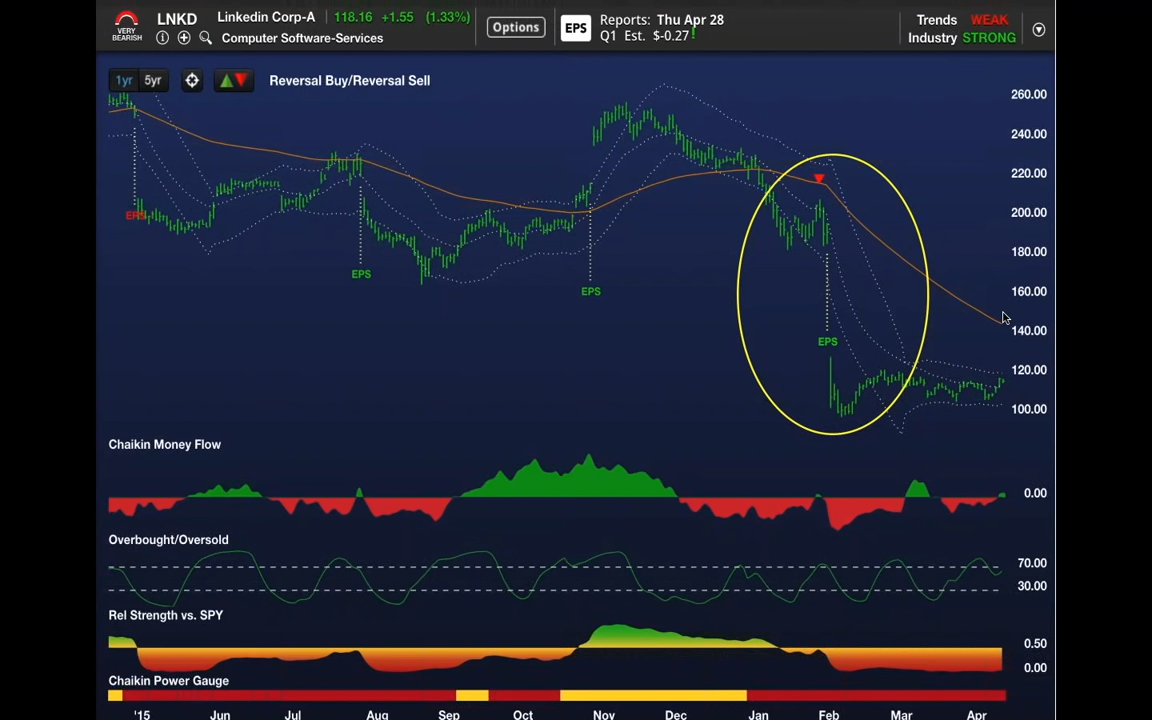 VERY
BEARISH
LNKD
Linkedin Corp-A
118.16 +1.55 (1.33%)
Computer Software-Services
Options
EPS
Reports: Thu Apr 28
Q1 Est. $-0.27!
Trends WEAK
Industry STRONG
1yr 5yr
Reversal Buy/Reversal Sell
260.00
240.00
220.00
200.00
180.00
160.00
140.00
120.00
100.00
EPS
EPS
EPS
EPS
Chaikin Money Flow
0.00
Overbought/Oversold
70.00
30.00
Rel Strength vs. SPY
0.50
0.00
Chaikin Power Gauge
'15 Jun Jul Aug Sep Oct Nov Dec Jan Feb Mar Apr